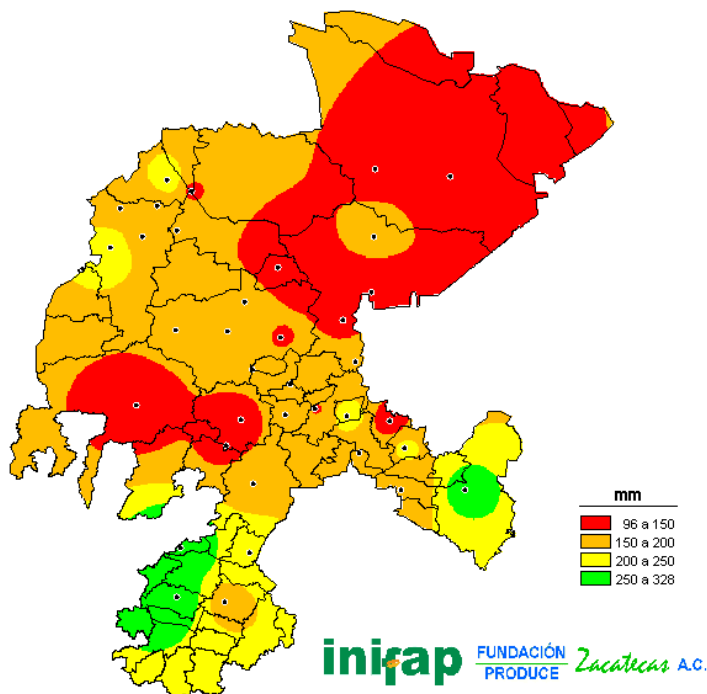 mm
96 a 150
150 a 200
200 a 250
250 a 328
inifap
FUNDACIÓN
PRODUCE
Zacatecas A.C.